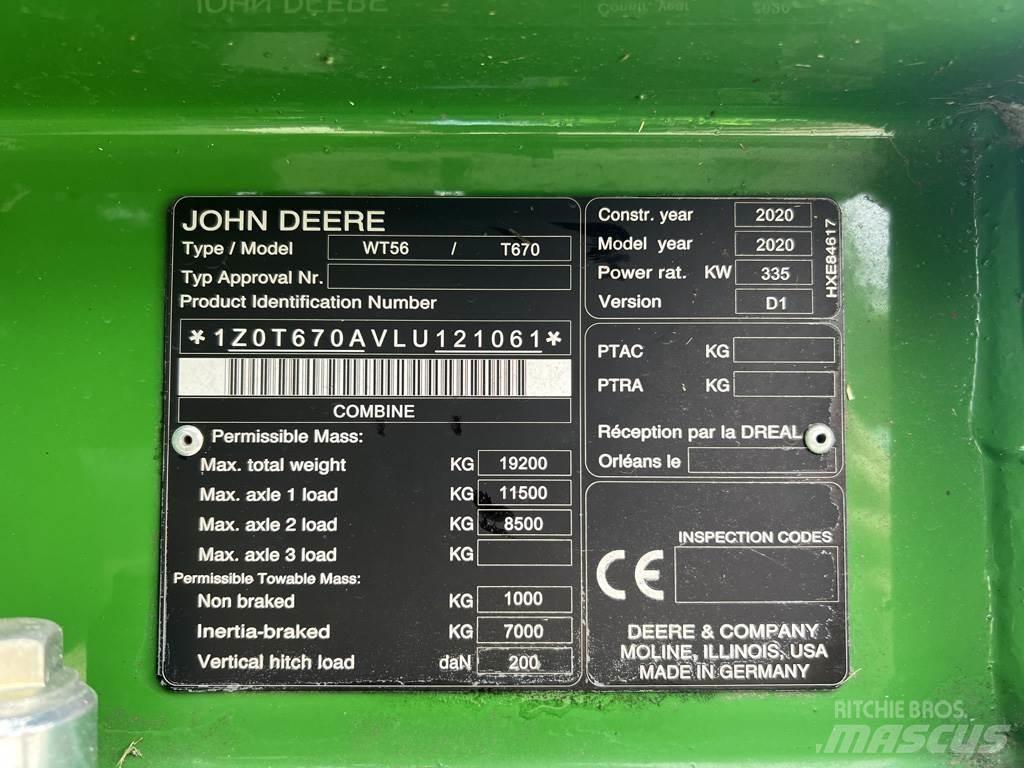 JOHN DEERE
Type / Model WT56 / T670
Typ Approval Nr.
Product Identification Number
*1Z0T670AVLU121061*
COMBINE
Permissible Mass:
Max. total weight KG 19200
Max. axle 1 load KG 11500
Max. axle 2 load KG 8500
Max. axle 3 load KG
Permissible Towable Mass:
Non braked KG 1000
Inertia-braked KG 7000
Vertical hitch load daN 200
Constr. year 2020
Model year 2020
Power rat. KW 335
Version D1
HXE84617
PTAC KG
PTRA KG
Réception par la DREAL
Orléans le
INSPECTION CODES
CE
DEERE & COMPANY
MOLINE, ILLINOIS, USA
MADE IN GERMANY
RITCHIE BROS.
MASCUS